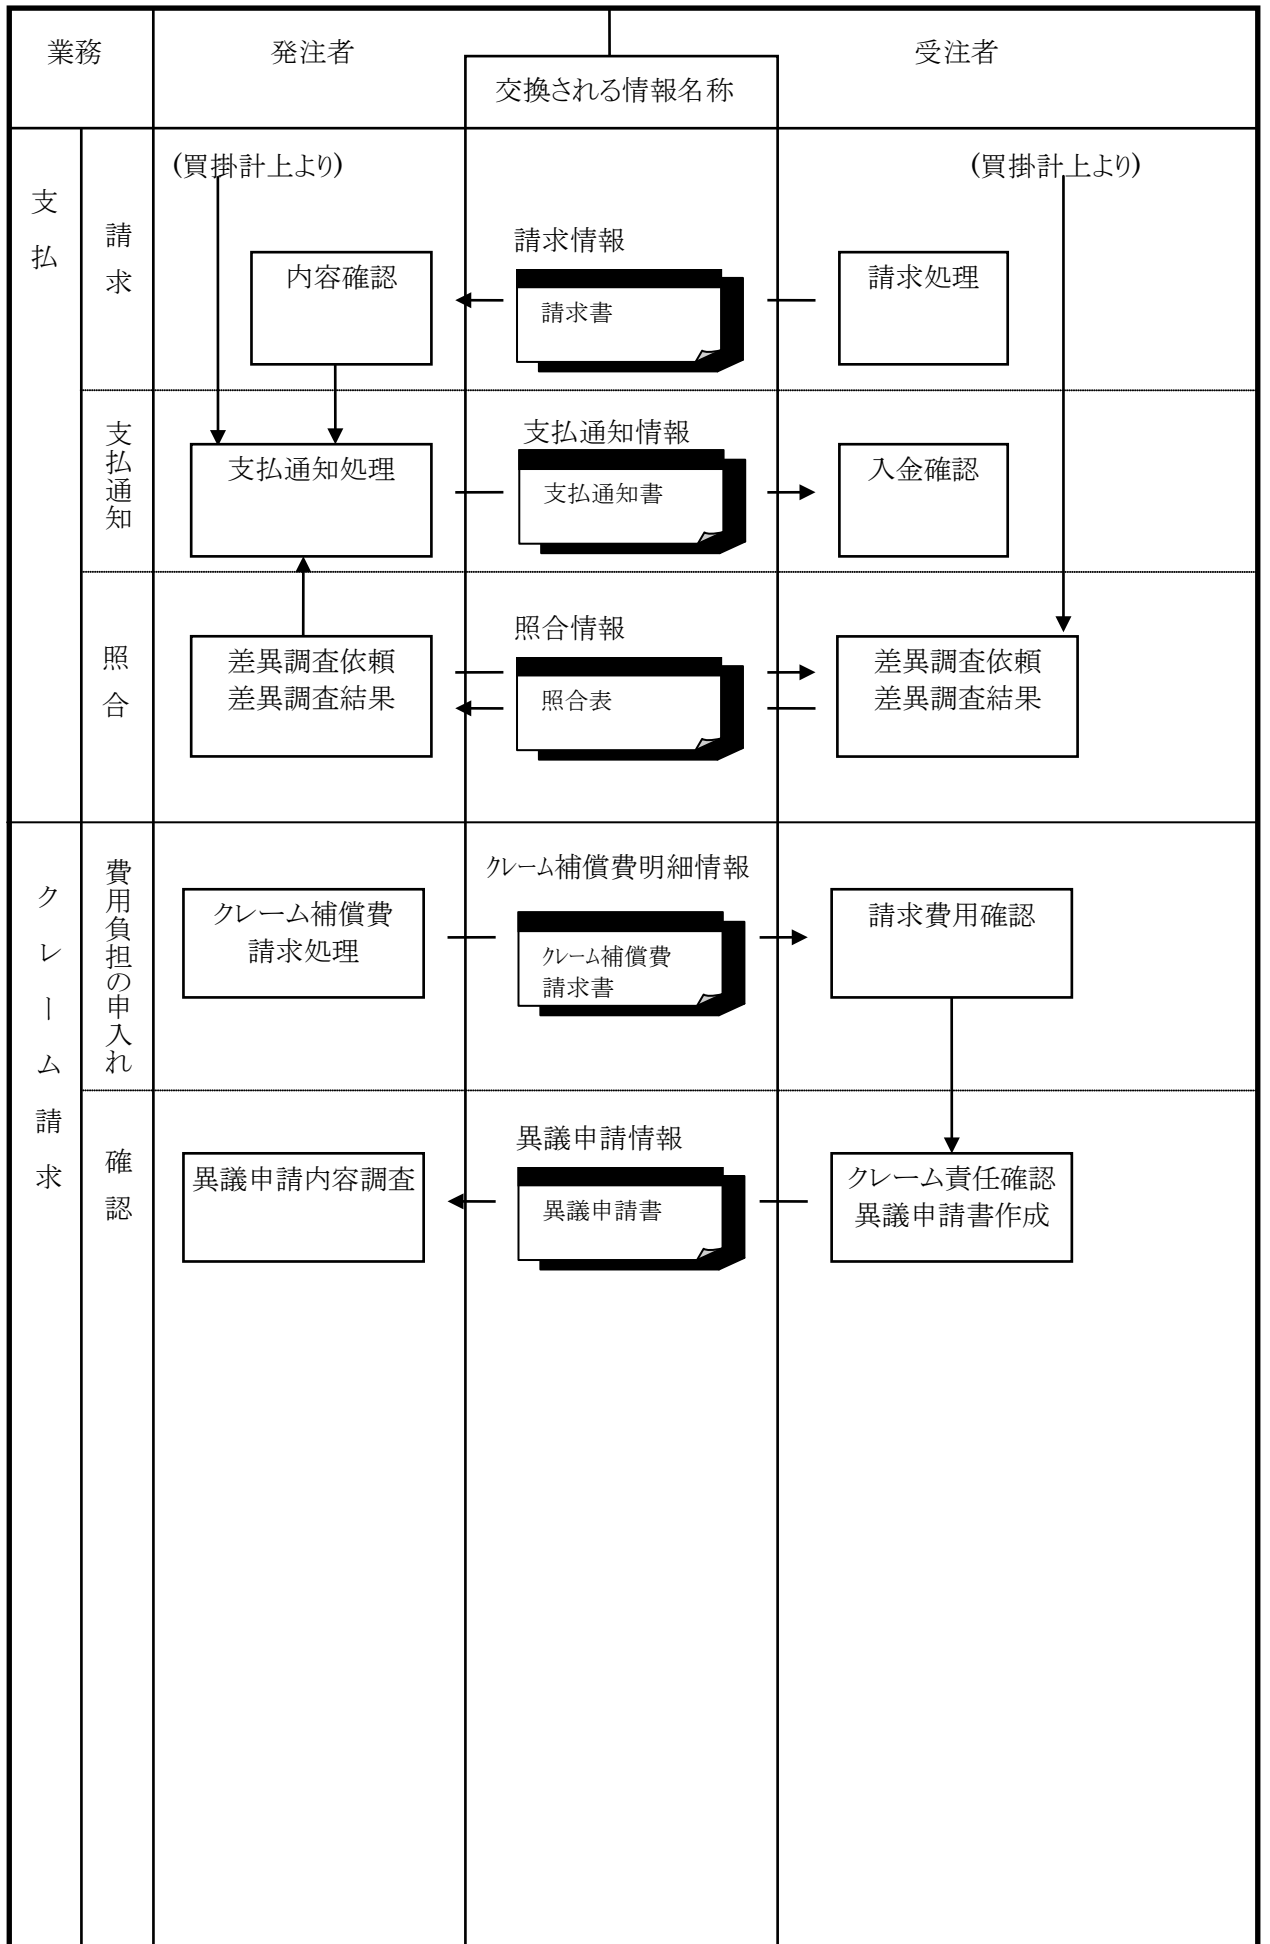 業務
発注者
受注者
交換される情報名称
支払
請求
(買掛計上より)
(買掛計上より)
請求情報
内容確認
請求書
請求処理
支払通知
支払通知情報
支払通知処理
支払通知書
入金確認
照合
照合情報
差異調査依頼
差異調査結果
照合表
差異調査依頼
差異調査結果
クレーム請求
費用負担の申入れ
クレーム補償費明細情報
クレーム補償費
請求処理
クレーム補償費
請求書
請求費用確認
確認
異議申請情報
異議申請内容調査
異議申請書
クレーム責任確認
異議申請書作成